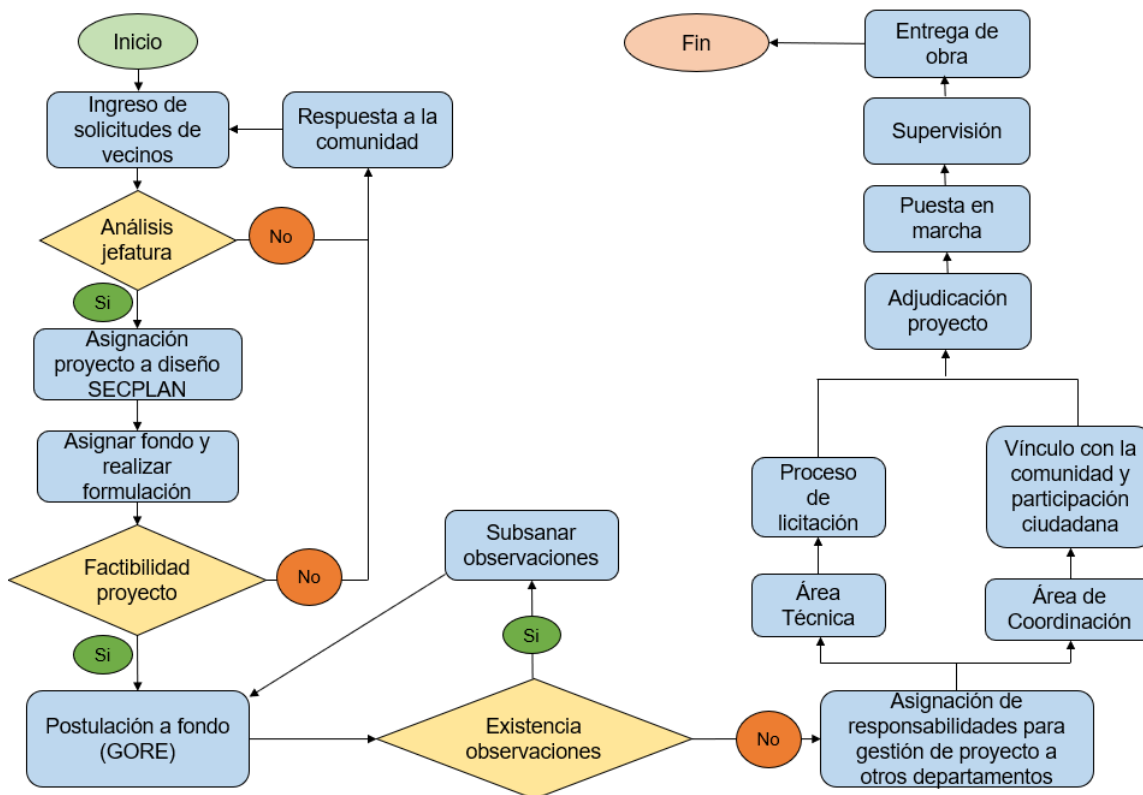 Inicio
Ingreso de
solicitudes de
vecinos
Respuesta a la
comunidad
Análisis
jefatura
No
Si
Asignación
proyecto a diseño
SECPLAN
Asignar fondo y
realizar
formulación
Factibilidad
proyecto
No
Si
Postulación a fondo
(GORE)
Subsanar
observaciones
Si
Existencia
observaciones
No
Asignación de
responsabilidades para
gestión de proyecto a
otros departamentos
Área
Técnica
Área de
Coordinación
Proceso
de
licitación
Vínculo con la
comunidad y
participación
ciudadana
Adjudicación
proyecto
Puesta en
marcha
Supervisión
Entrega de
obra
Fin